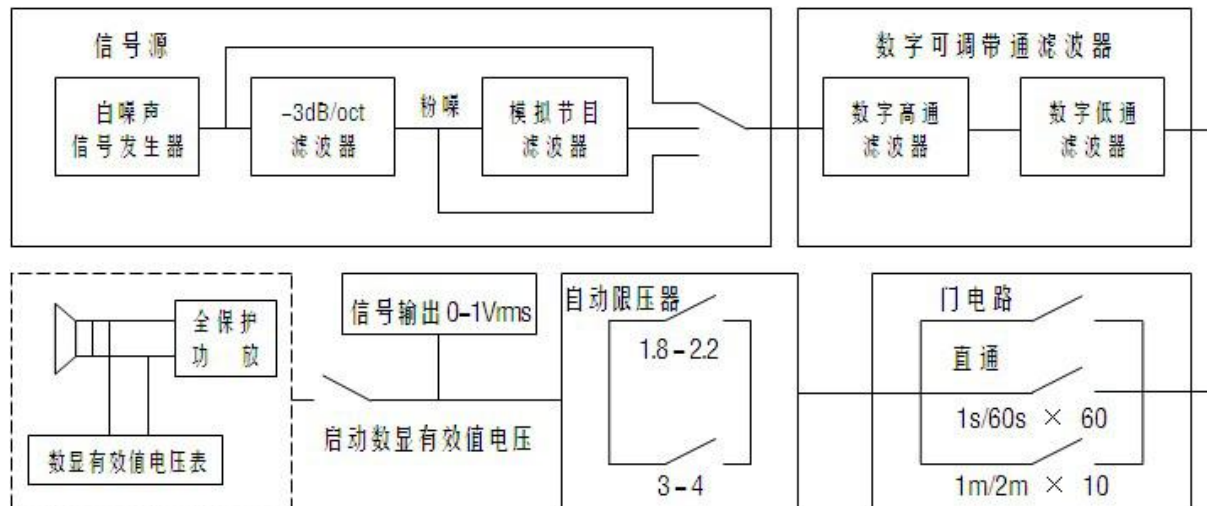 信号源
白噪声
信号发生器
-3dB/oct
滤波器
粉噪
模拟节目
滤波器
数字可调带通滤波器
数字高通
滤波器
数字低通
滤波器
全保护
功 放
数显有效值电压表
信号输出0-1Vrms
启动数显有效值电压
自动限压器
1.8-2.2
3-4
门电路
直通
1s/60s × 60
1m/2m × 10